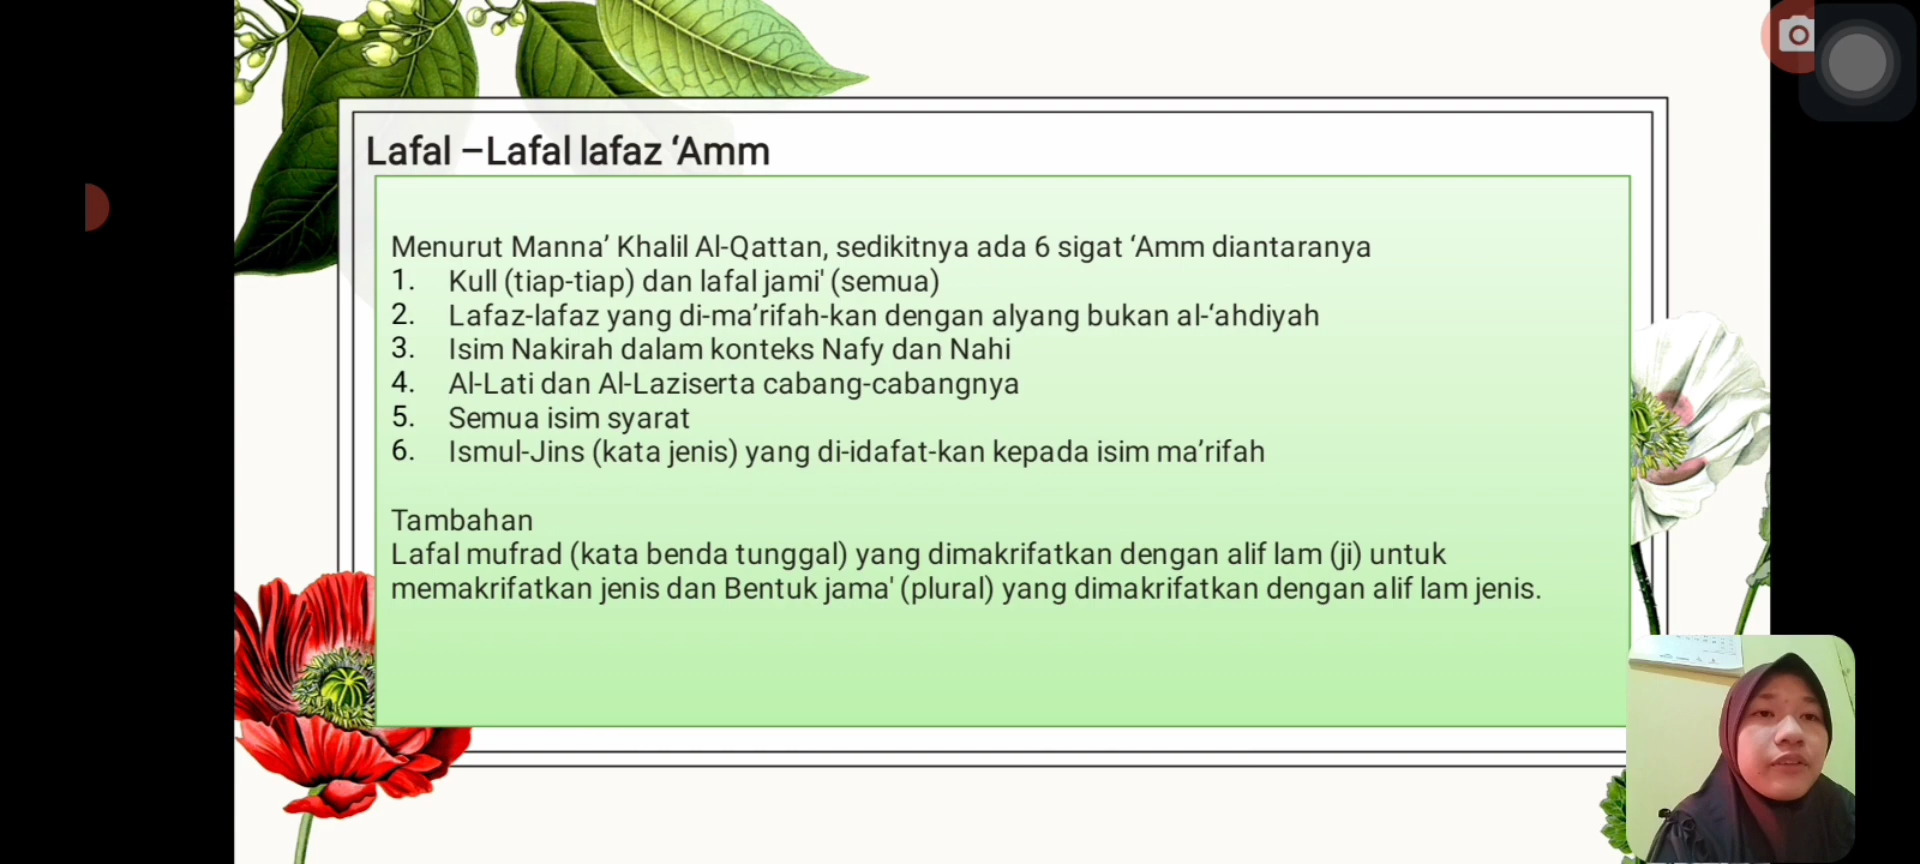 Lafal –Lafal lafaz ‘Amm
Menurut Manna’ Khalil Al-Qattan, sedikitnya ada 6 sigat ‘Amm diantaranya
1. Kull (tiap-tiap) dan lafal jami' (semua)
2. Lafaz-lafaz yang di-ma’rifah-kan dengan alyang bukan al-‘ahdiyah
3. Isim Nakirah dalam konteks Nafy dan Nahi
4. Al-Lati dan Al-Laziserta cabang-cabangnya
5. Semua isim syarat
6. Ismul-Jins (kata jenis) yang di-idafat-kan kepada isim ma’rifah
Tambahan
Lafal mufrad (kata benda tunggal) yang dimakrifatkan dengan alif lam (ji) untuk
memakrifatkan jenis dan Bentuk jama' (plural) yang dimakrifatkan dengan alif lam jenis.